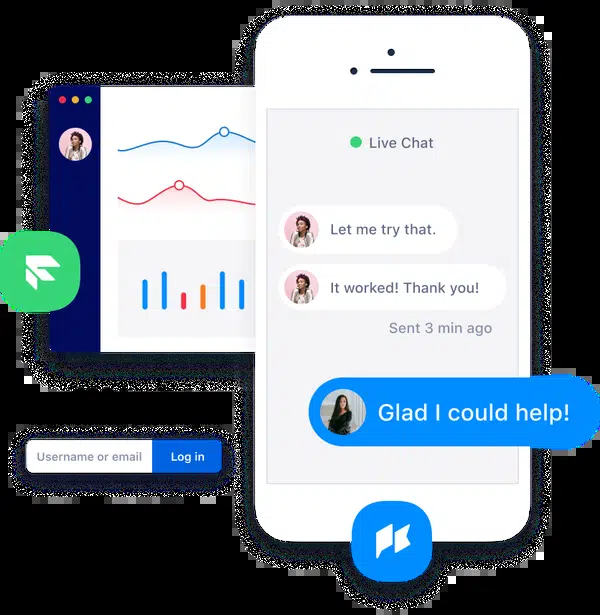 Live Chat
Let me try that.
It worked! Thank you!
Sent 3 min ago
Glad I could help!
Username or email
Log in